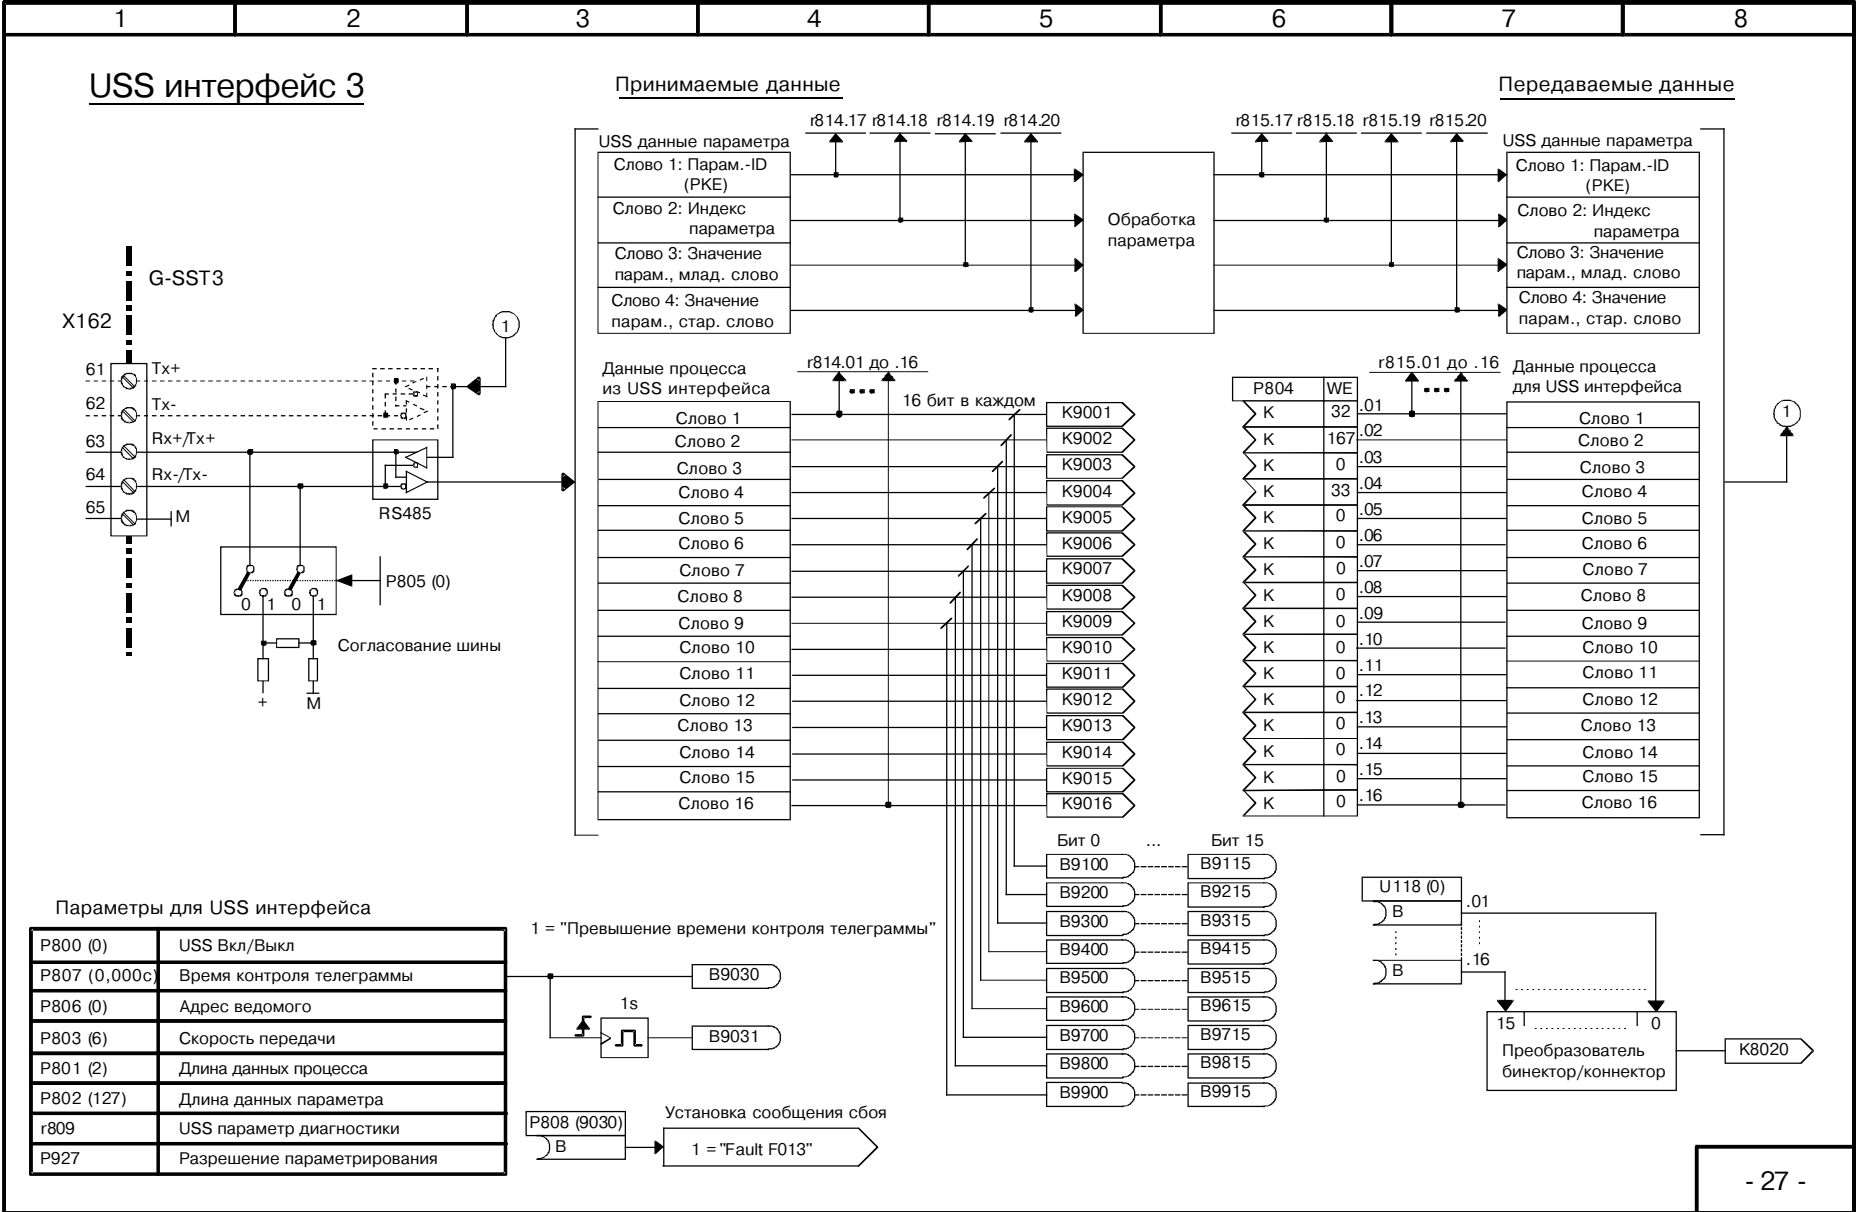 1 2 3 4 5 6 7 8
USS интерфейс 3
Принимаемые данные
Передаваемые данные
r814.17 r814.18 r814.19 r814.20
r815.17 r815.18 r815.19 r815.20
USS данные параметра
Слово 1: Парам.-ID
(PKE)
Слово 2: Индекс
параметра
Слово 3: Значение
парам., млад. слово
Слово 4: Значение
парам., стар. слово
Обработка
параметра
USS данные параметра
Слово 1: Парам.-ID
(PKE)
Слово 2: Индекс
параметра
Слово 3: Значение
парам., млад. слово
Слово 4: Значение
парам., стар. слово
G-SST3
X162
1
61 Tx+
62 Tx-
63 Rx+/Tx+
64 Rx-/Tx-
65 M
RS485
P805 (0)
0 1 0 1
Согласование шины
+ M
Данные процесса
из USS интерфейса
r814.01 до .16
16 бит в каждом
Слово 1 K9001
Слово 2 K9002
Слово 3 K9003
Слово 4 K9004
Слово 5 K9005
Слово 6 K9006
Слово 7 K9007
Слово 8 K9008
Слово 9 K9009
Слово 10 K9010
Слово 11 K9011
Слово 12 K9012
Слово 13 K9013
Слово 14 K9014
Слово 15 K9015
Слово 16 K9016
r815.01 до .16
Данные процесса
для USS интерфейса
P804 WE
K 32 .01 Слово 1
K 167 .02 Слово 2
K 0 .03 Слово 3
K 33 .04 Слово 4
K 0 .05 Слово 5
K 0 .06 Слово 6
K 0 .07 Слово 7
K 0 .08 Слово 8
K 0 .09 Слово 9
K 0 .10 Слово 10
K 0 .11 Слово 11
K 0 .12 Слово 12
K 0 .13 Слово 13
K 0 .14 Слово 14
K 0 .15 Слово 15
K 0 .16 Слово 16
1
Бит 0 ... Бит 15
B9100 B9115
B9200 B9215
B9300 B9315
B9400 B9415
B9500 B9515
B9600 B9615
B9700 B9715
B9800 B9815
B9900 B9915
Параметры для USS интерфейса
P800 (0) USS Вкл/Выкл
P807 (0,000с) Время контроля телеграммы
P806 (0) Адрес ведомого
P803 (6) Скорость передачи
P801 (2) Длина данных процесса
P802 (127) Длина данных параметра
r809 USS параметр диагностики
P927 Разрешение параметрирования
1 = "Превышение времени контроля телеграммы"
B9030
1s
B9031
P808 (9030)
B
Установка сообщения сбоя
1 = "Fault F013"
U118 (0)
B .01
B .16
15 0
Преобразователь
бинектор/коннектор
K8020
- 27 -